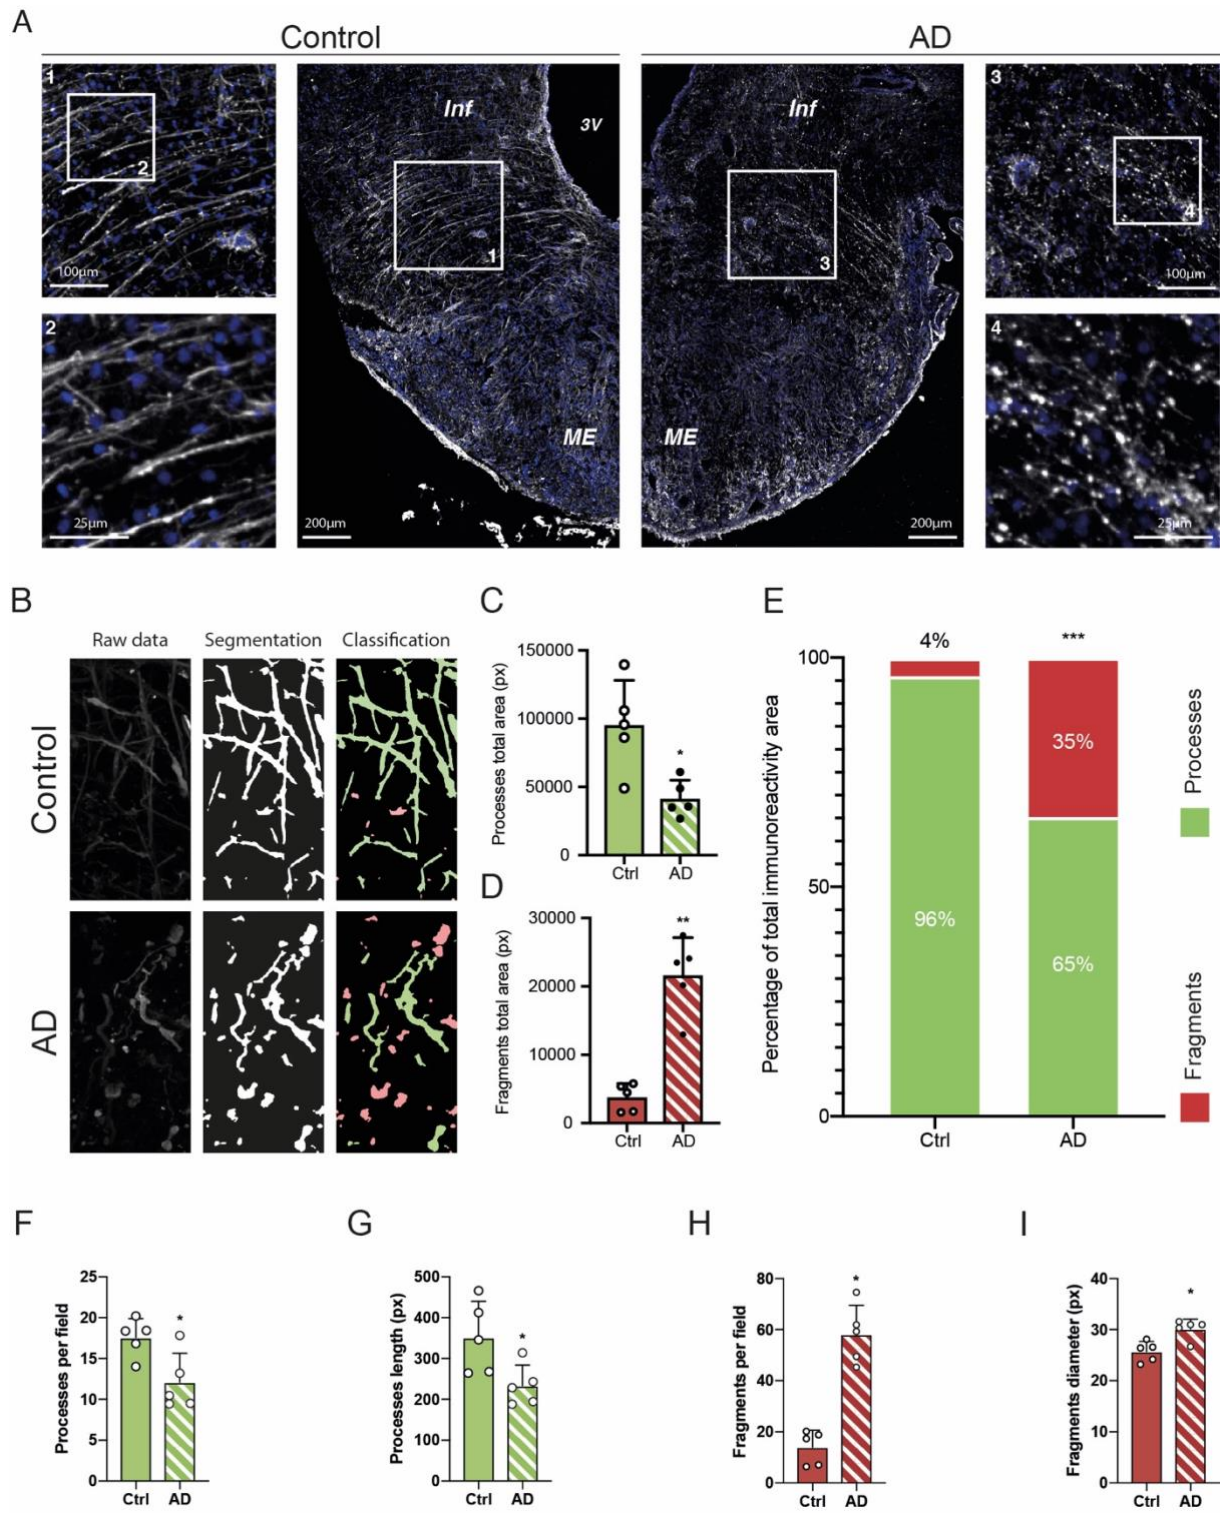 A
Control
AD
1
2
100µm
Inf
3V
1
Inf
3
3
4
100µm
2
25µm
ME
200µm
ME
200µm
4
25µm
B
Raw data
Segmentation
Classification
Control
AD
C
Processes total area (px)
150000
100000
50000
0
*
Ctrl
AD
D
Fragments total area (px)
30000
20000
10000
0
**
Ctrl
AD
E
Percentage of total immunoreactivity area
100
50
0
4%
96%
***
35%
65%
Ctrl
AD
Processes
Fragments
F
Processes per field
25
20
15
10
5
0
*
Ctrl
AD
G
Processes length (px)
500
400
300
200
100
0
*
Ctrl
AD
H
Fragments per field
80
60
40
20
0
*
Ctrl
AD
I
Fragments diameter (px)
40
30
20
10
0
*
Ctrl
AD